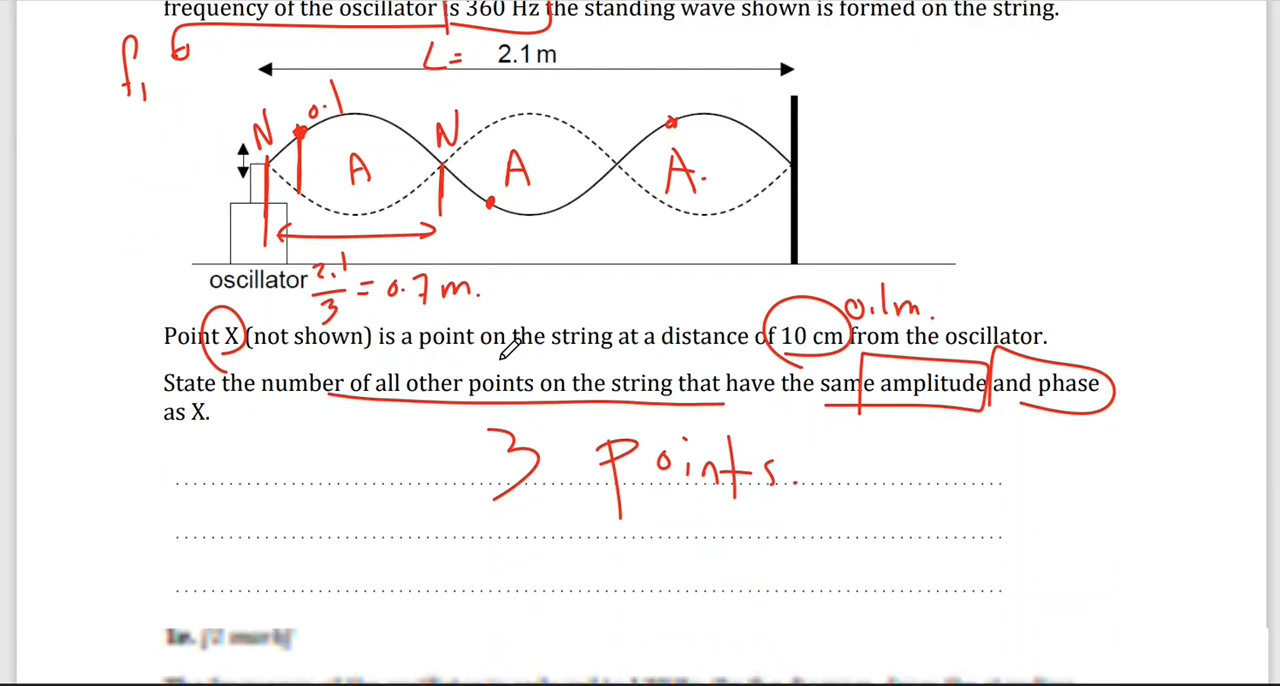 frequency of the oscillator is 360 Hz the standing wave shown is formed on the string.
f1
L = 2.1 m
N 0.1 N
A A A.
oscillator 2.1/3 = 0.7 m.
0.1m.
Point X (not shown) is a point on the string at a distance of 10 cm from the oscillator.
State the number of all other points on the string that have the same amplitude and phase
as X.
3 Points.